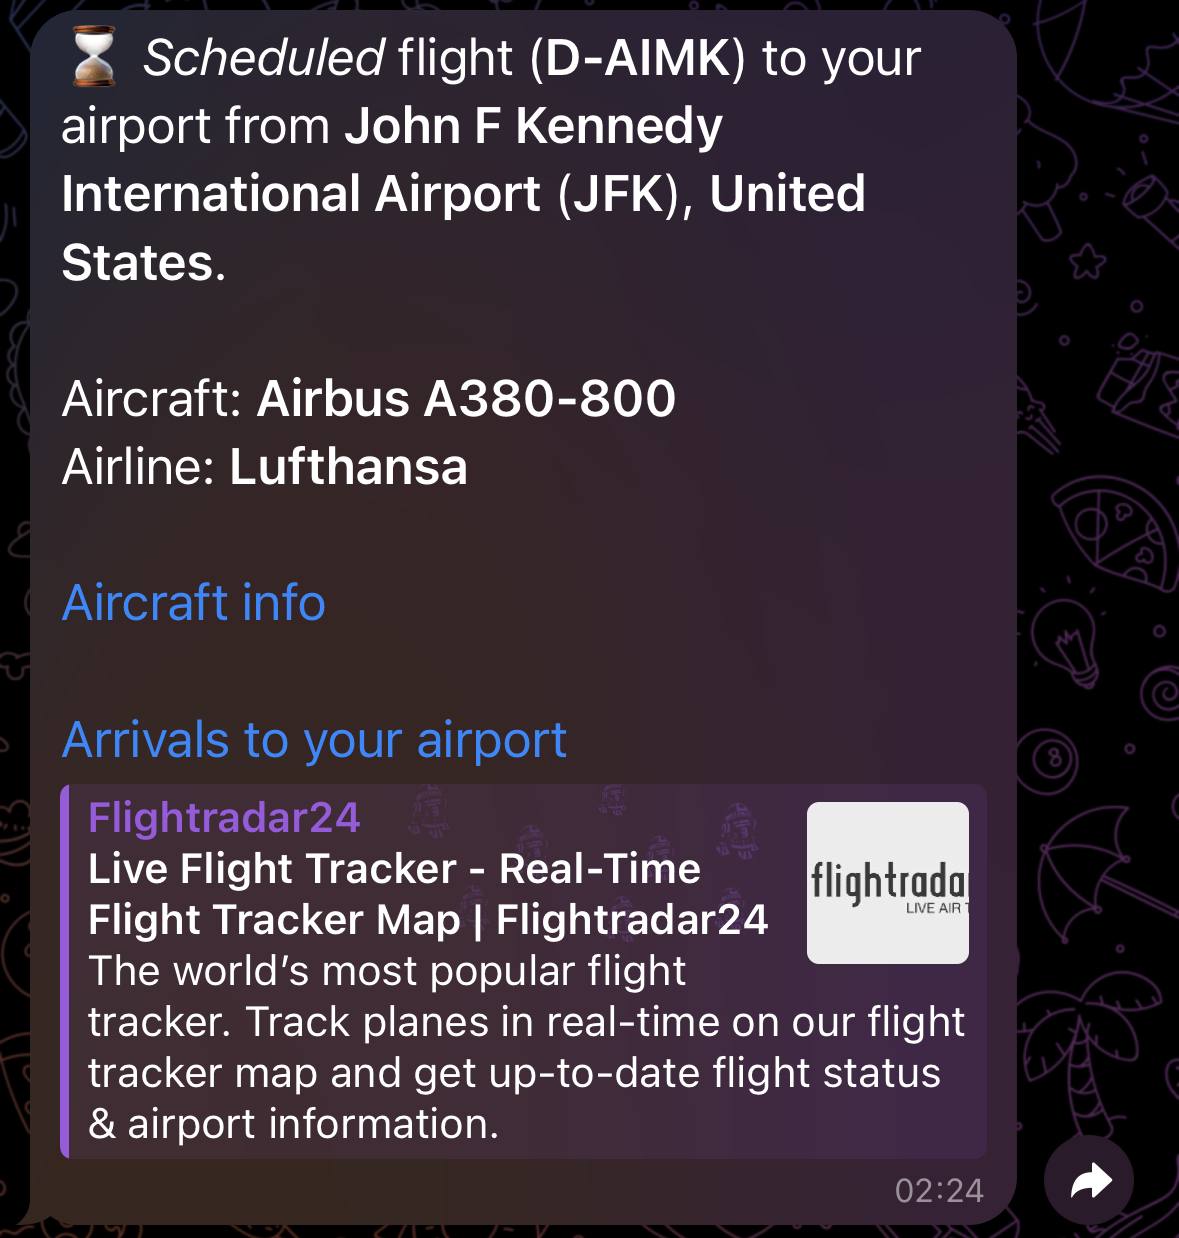 ⏳ Scheduled flight (D-AIMK) to your
airport from John F Kennedy
International Airport (JFK), United
States.
Aircraft: Airbus A380-800
Airline: Lufthansa
Aircraft info
Arrivals to your airport
Flightradar24
Live Flight Tracker - Real-Time
Flight Tracker Map | Flightradar24
The world's most popular flight
tracker. Track planes in real-time on our flight
tracker map and get up-to-date flight status
& airport information.
flightrada
LIVE AIR T
02:24
8